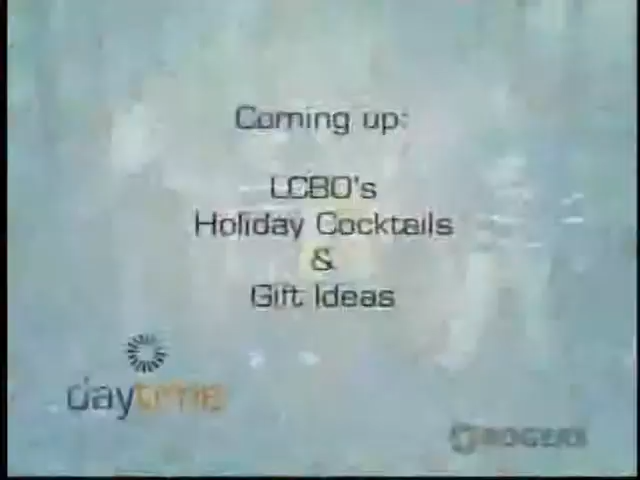 Coming up:
LCBO's
Holiday Cocktails
&
Gift Ideas
daytime
ROGERS